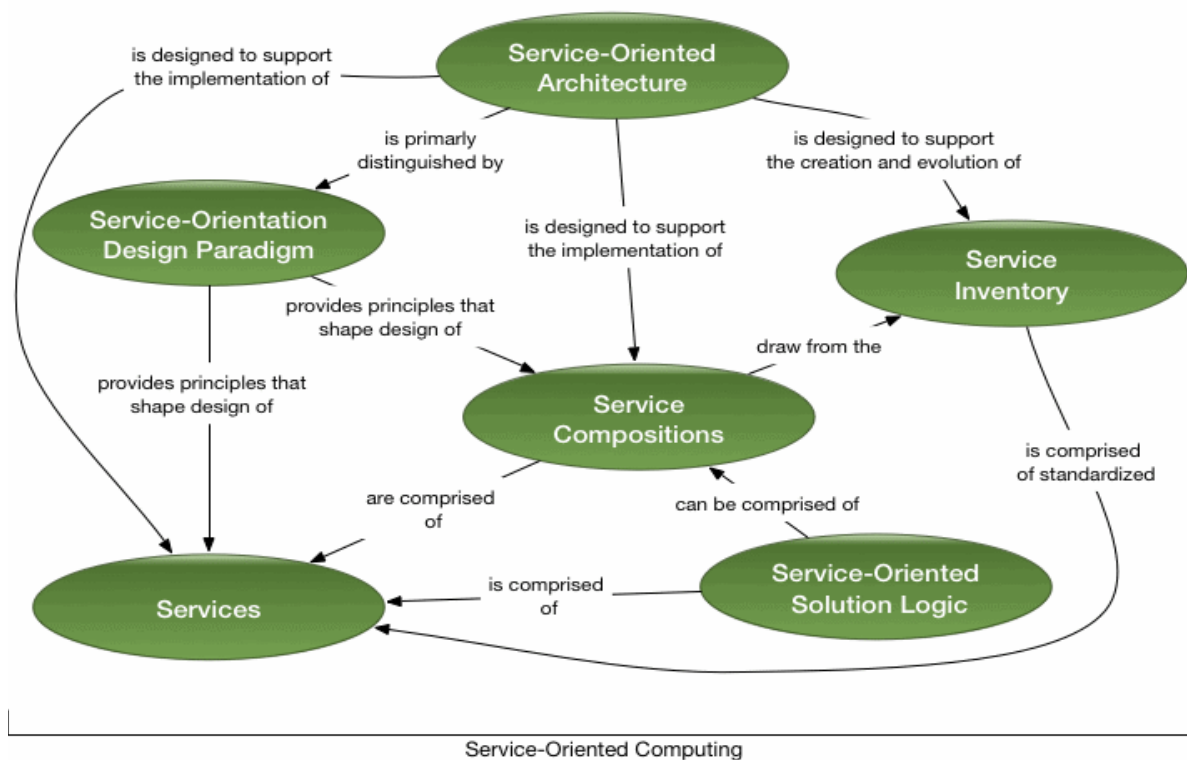 is designed to support
the implementation of
Service-Oriented
Architecture
is primarly
distinguished by
is designed to support
the creation and evolution of
Service-Orientation
Design Paradigm
is designed to support
the implementation of
Service
Inventory
provides principles that
shape design of
draw from the
provides principles that
shape design of
Service
Compositions
is comprised
of standardized
are comprised
of
can be comprised of
Service-Oriented
Solution Logic
is comprised
of
Services
Service-Oriented Computing